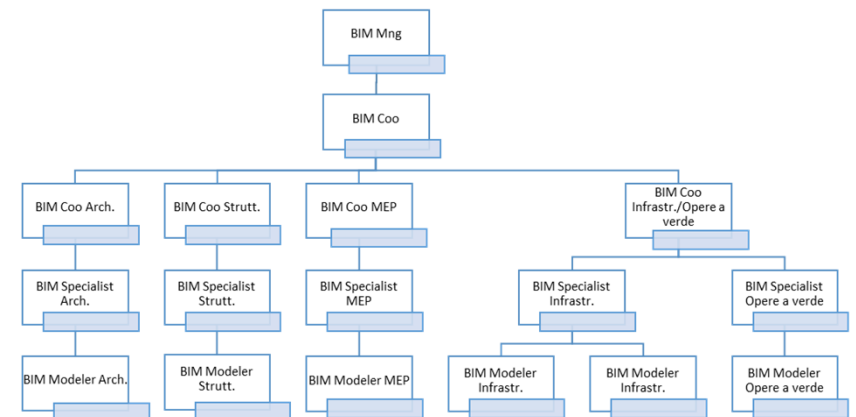 BIM Mng
BIM Coo
BIM Coo Arch.
BIM Coo Strutt.
BIM Coo MEP
BIM Coo
Infrastr./Opere a
verde
BIM Specialist
Arch.
BIM Specialist
Strutt.
BIM Specialist
MEP
BIM Specialist
Infrastr.
BIM Specialist
Opere a verde
BIM Modeler Arch.
BIM Modeler
Strutt.
BIM Modeler MEP
BIM Modeler
Infrastr.
BIM Modeler
Infrastr.
BIM Modeler
Opere a verde